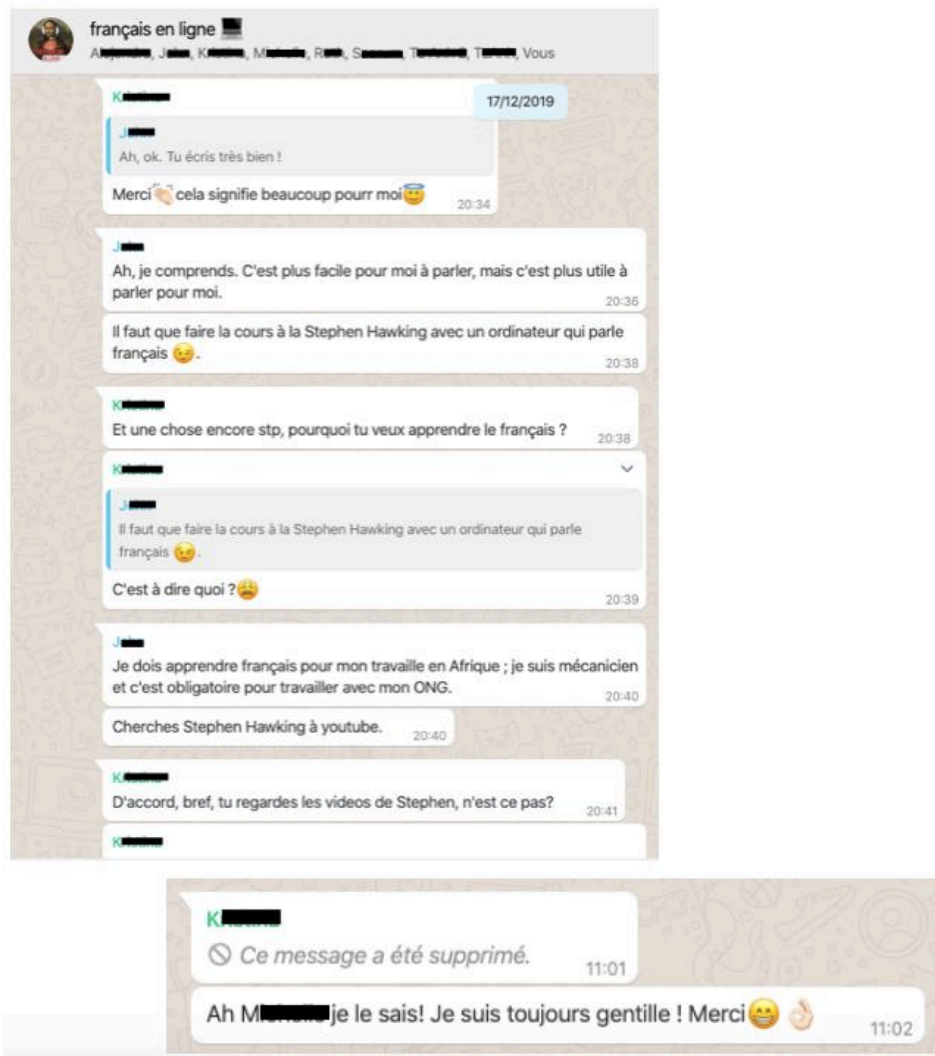 français en ligne
Vous
17/12/2019
Ah, ok. Tu écris très bien !
Merci cela signifie beaucoup pourr moi
20:34
Ah, je comprends. C'est plus facile pour moi à parler, mais c'est plus utile à
parler pour moi.
20:36
Il faut que faire la cours à la Stephen Hawking avec un ordinateur qui parle
français .
20:38
Et une chose encore stp, pourquoi tu veux apprendre le français ?
20:38
Il faut que faire la cours à la Stephen Hawking avec un ordinateur qui parle
français .
C'est à dire quoi ?
20:39
Je dois apprendre français pour mon travaille en Afrique ; je suis mécanicien
et c'est obligatoire pour travailler avec mon ONG.
20:40
Cherches Stephen Hawking à youtube.
20:40
D'accord, bref, tu regardes les videos de Stephen, n'est ce pas?
20:41
Ce message a été supprimé.
11:01
Ah je le sais! Je suis toujours gentille ! Merci
11:02